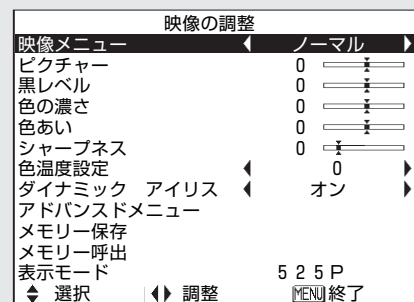 映像の調整
映像メニュー ノーマル
ピクチャー 0
黒レベル 0
色の濃さ 0
色あい 0
シャープネス 0
色温度設定 0
ダイナミック アイリス オン
アドバンスドメニュー
メモリー保存
メモリー呼出
表示モード 525P
選択 調整 MENU 終了